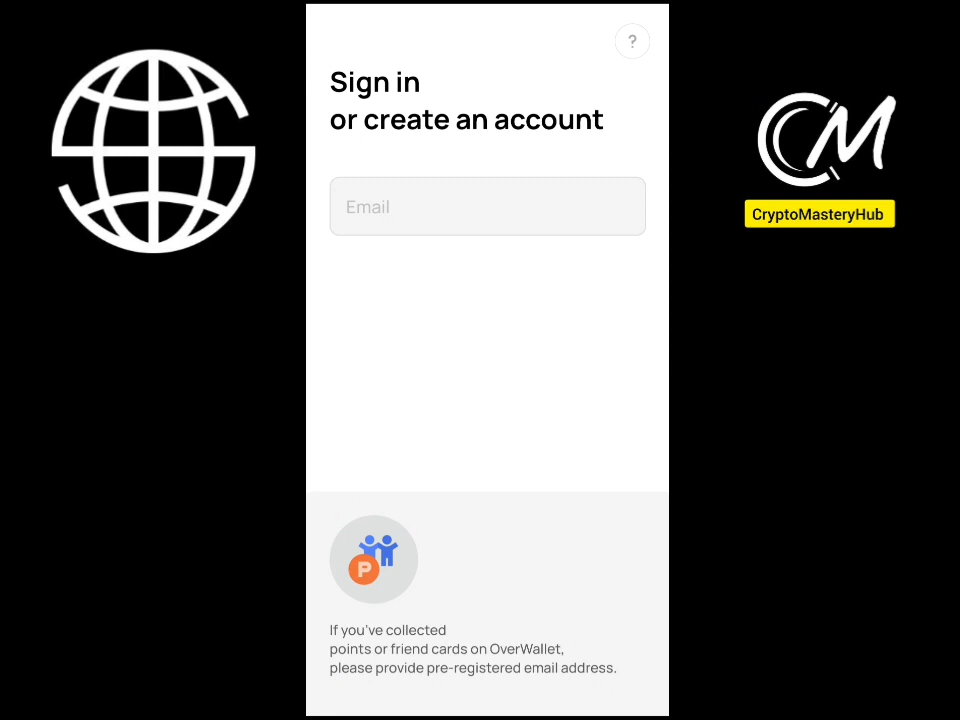 ?
Sign in
or create an account
Email
CM
CryptoMasteryHub
P
If you've collected
points or friend cards on OverWallet,
please provide pre-registered email address.